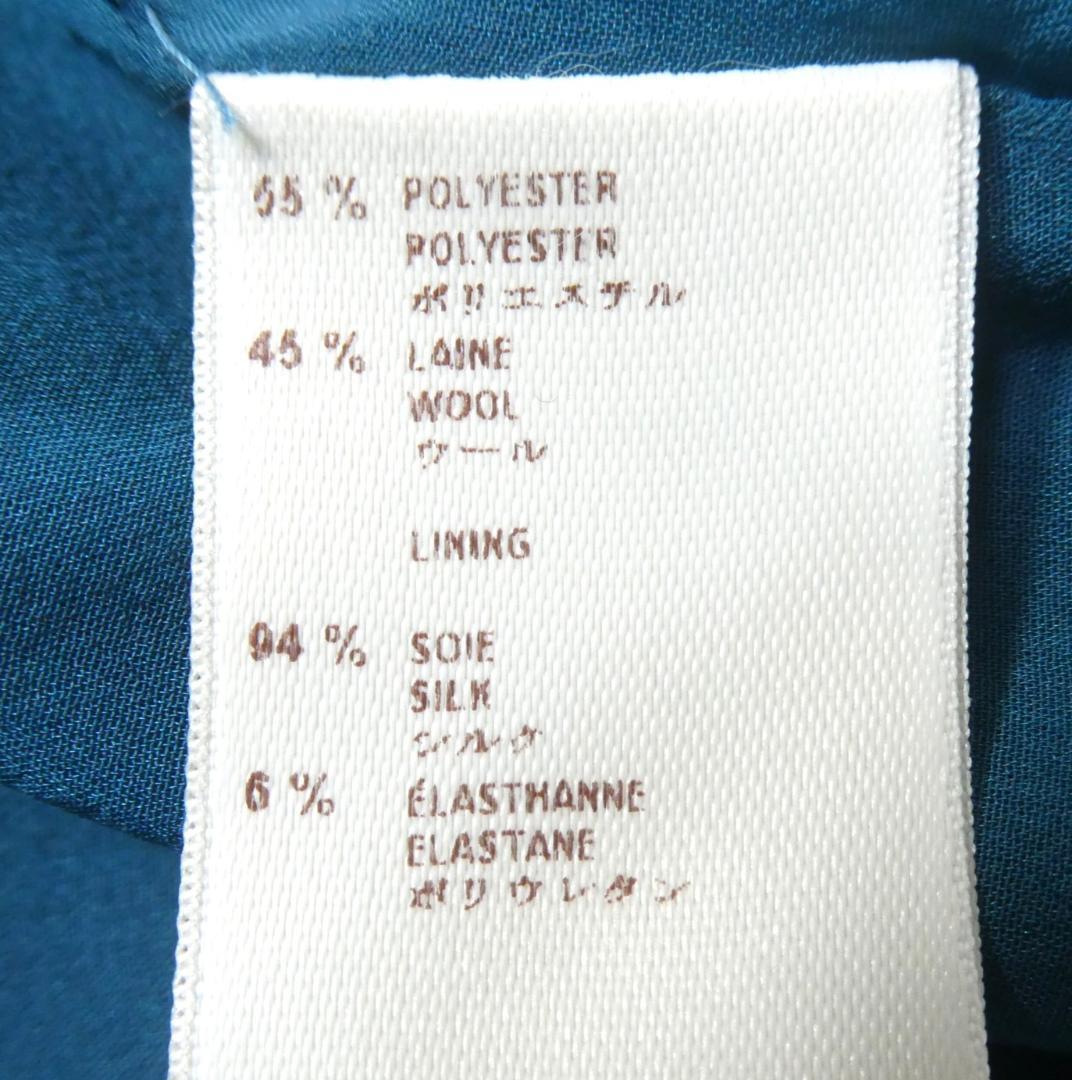 55 % POLYESTER
POLYESTER
ポリエステル
45 % LAINE
WOOL
ウール
LINING
94 % SOIE
SILK
シルク
6 % ÉLASTHANNE
ELASTANE
ポリウレタン